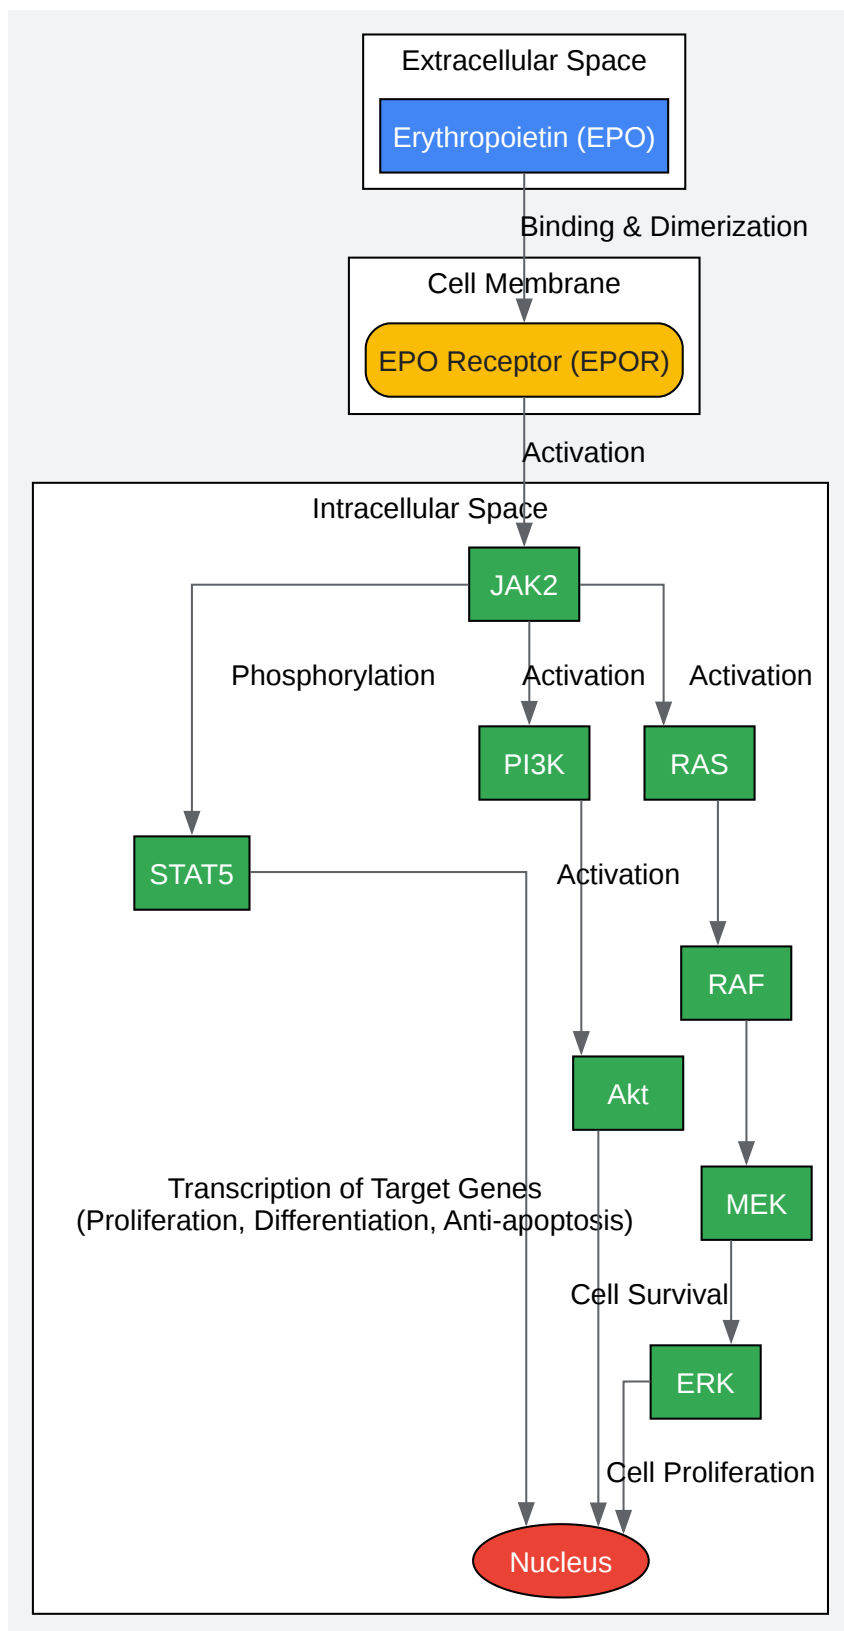 Extracellular Space
Erythropoietin (EPO)
Binding & Dimerization
Cell Membrane
EPO Receptor (EPOR)
Activation
Intracellular Space
JAK2
Phosphorylation
Activation
Activation
PI3K
RAS
STAT5
Activation
RAF
Akt
Transcription of Target Genes
(Proliferation, Differentiation, Anti-apoptosis)
MEK
Cell Survival
ERK
Cell Proliferation
Nucleus